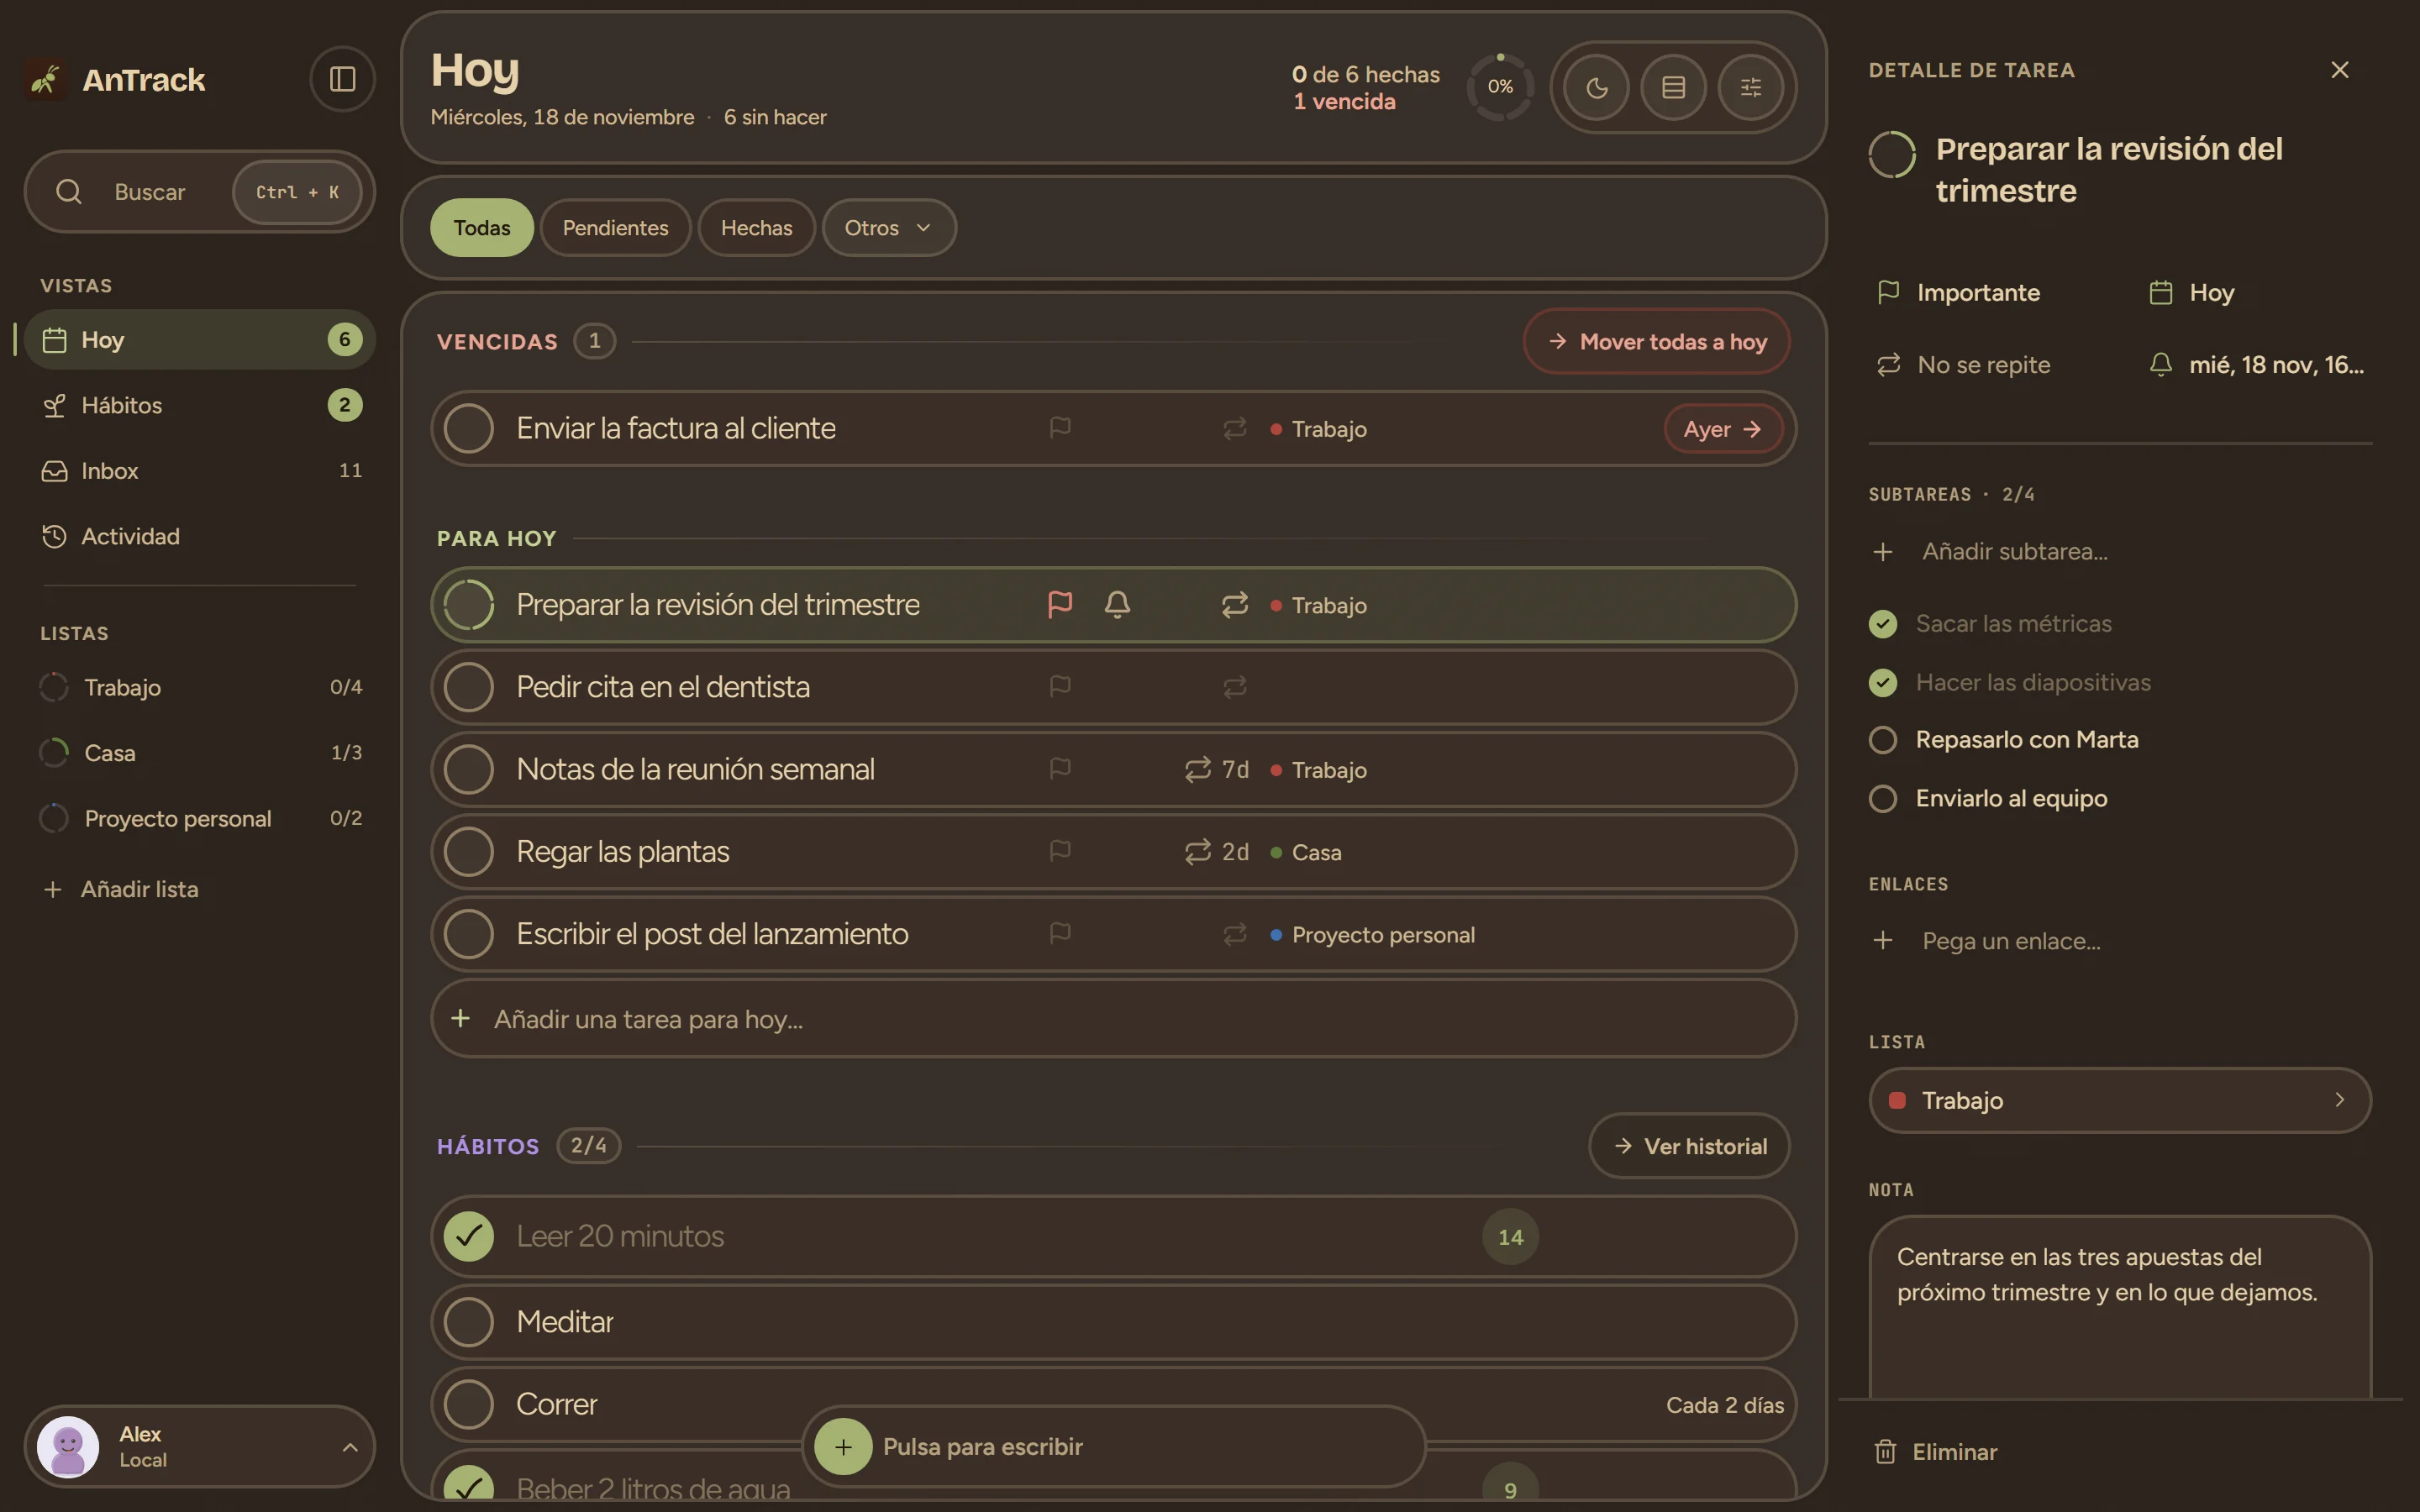 AnTrack
Buscar
Ctrl + K
VISTAS
Hoy
6
Hábitos
2
Inbox
11
Actividad
LISTAS
Trabajo
0/4
Casa
1/3
Proyecto personal
0/2
Añadir lista
Alex
Local
Hoy
Miércoles, 18 de noviembre · 6 sin hacer
0 de 6 hechas
1 vencida
0%
Todas
Pendientes
Hechas
Otros
VENCIDAS
1
Mover todas a hoy
Enviar la factura al cliente
Trabajo
Ayer
PARA HOY
Preparar la revisión del trimestre
Trabajo
Pedir cita en el dentista
Notas de la reunión semanal
7d
Trabajo
Regar las plantas
2d
Casa
Escribir el post del lanzamiento
Proyecto personal
Añadir una tarea para hoy...
HÁBITOS
2/4
Ver historial
Leer 20 minutos
14
Meditar
Correr
Cada 2 días
Beber 2 litros de agua
9
Pulsa para escribir
DETALLE DE TAREA
Preparar la revisión del
trimestre
Importante
Hoy
No se repite
mié, 18 nov, 16...
SUBTAREAS · 2/4
Añadir subtarea...
Sacar las métricas
Hacer las diapositivas
Repasarlo con Marta
Enviarlo al equipo
ENLACES
Pega un enlace...
LISTA
Trabajo
NOTA
Centrarse en las tres apuestas del
próximo trimestre y en lo que dejamos.
Eliminar